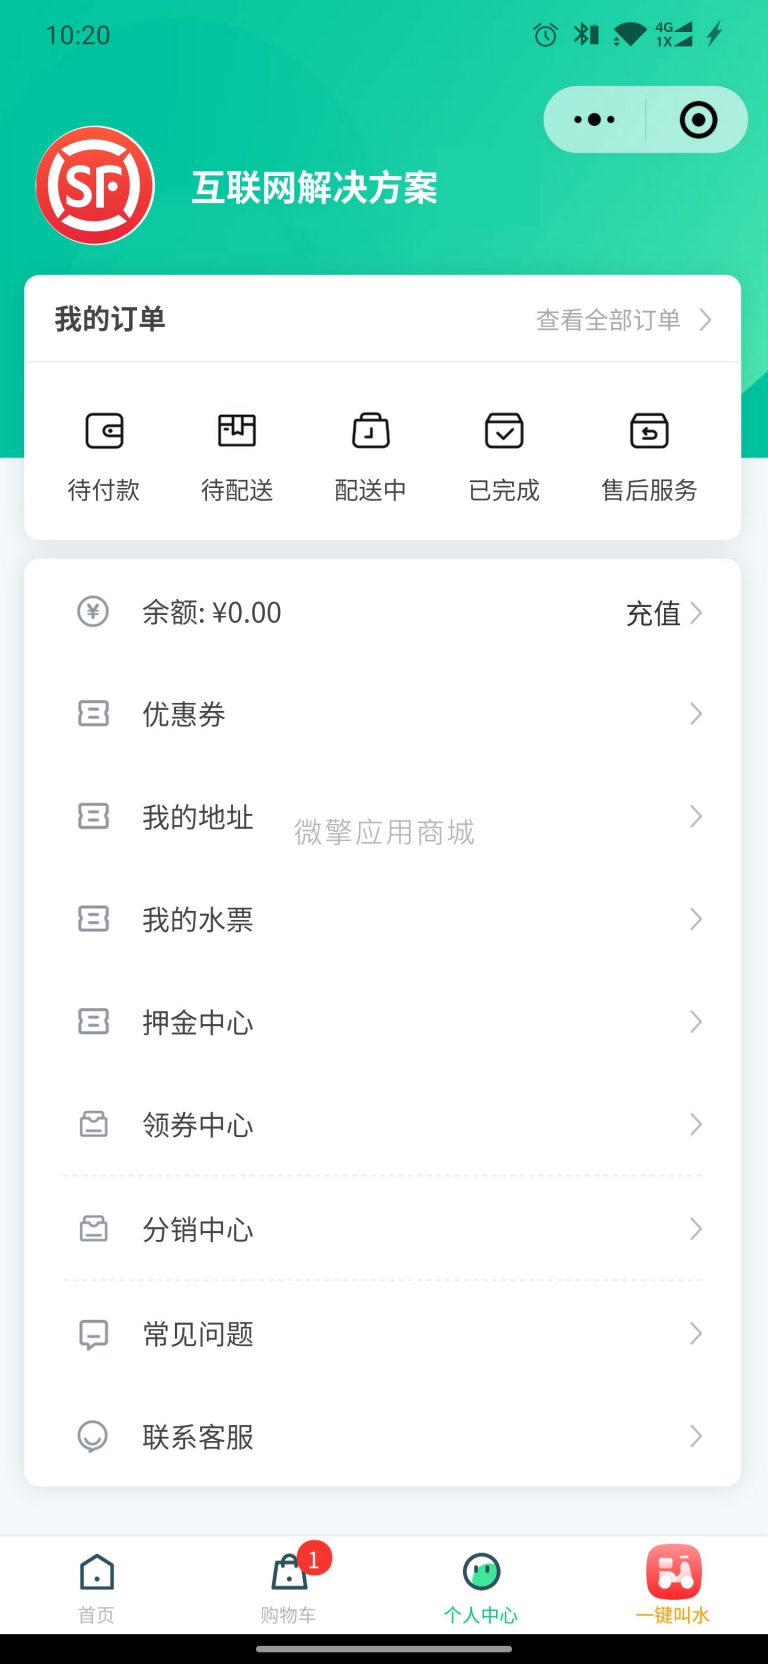 10:20
4G
1X
SF
互联网解决方案
我的订单
查看全部订单
待付款
待配送
配送中
已完成
售后服务
余额: ¥0.00
充值
优惠券
我的地址
微擎应用商城
我的水票
押金中心
领券中心
分销中心
常见问题
联系客服
1
首页
购物车
个人中心
一键叫水